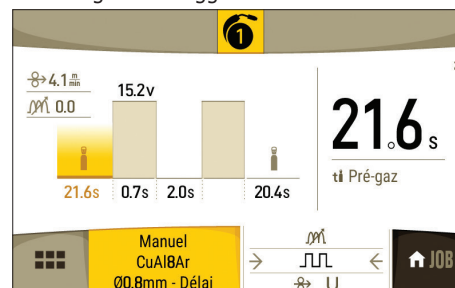 1
4.1 m/min
0.0
15.2v
21.6s 0.7s 2.0s 20.4s
21.6 s
t Pré-gaz
Manuel
CuAl8Ar
Ø0.8mm - Délai
JOB
U